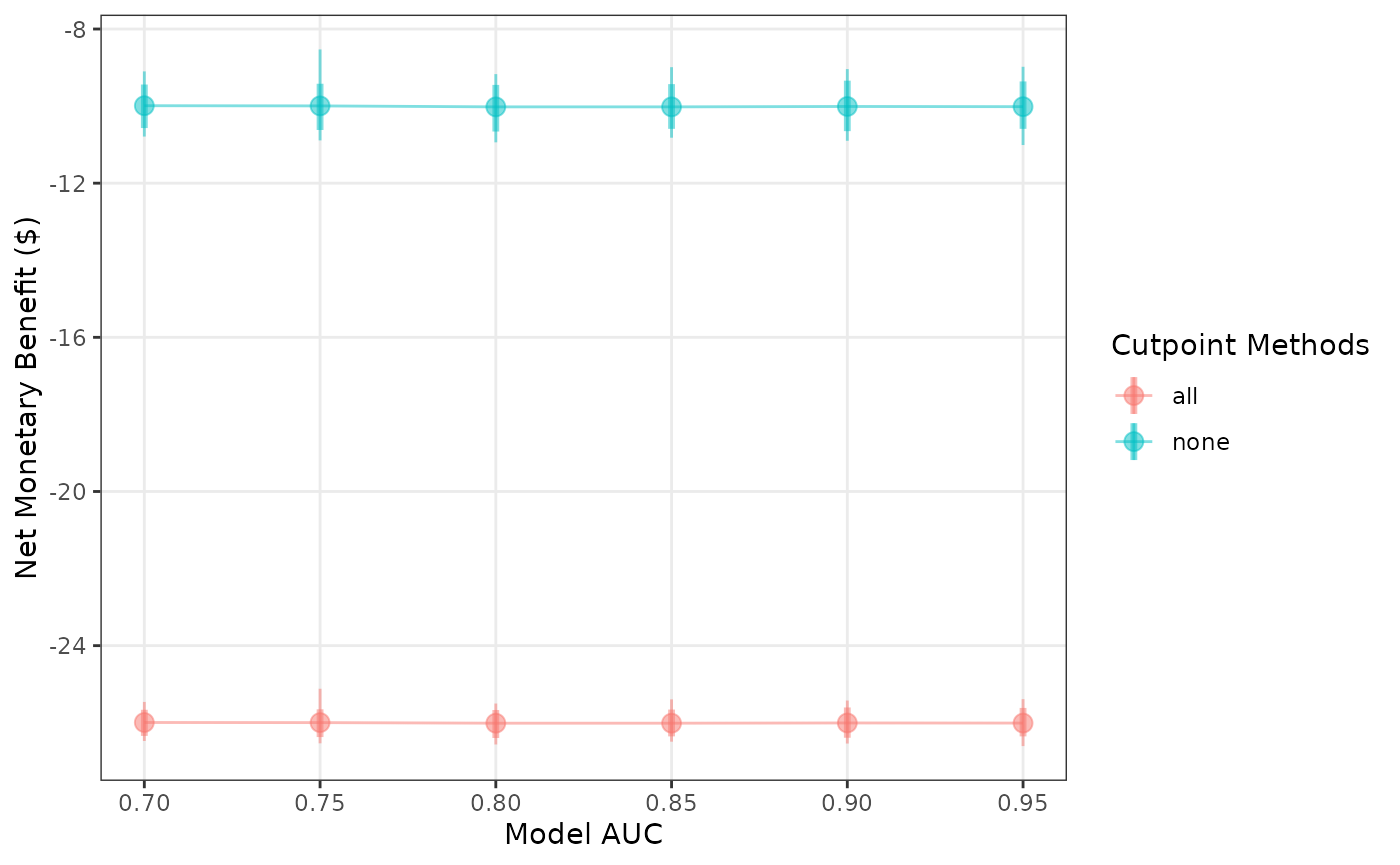 -8
-12
-16
-20
-24
Net Monetary Benefit ($)
0.70 0.75 0.80 0.85 0.90 0.95
Model AUC
Cutpoint Methods
all
none